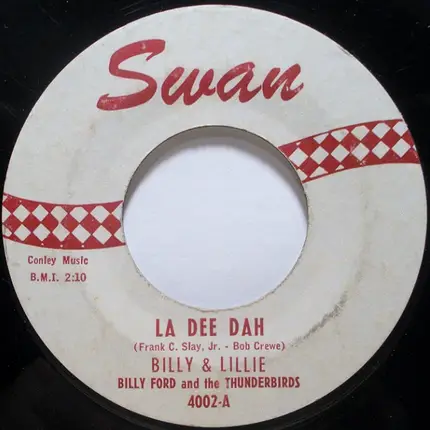 Swan
Conley Music
B.M.I. 2:10
LA DEE DAH
(Frank C. Slay, Jr. - Bob Crewe)
BILLY & LILLIE
BILLY FORD and the THUNDERBIRDS
4002-A